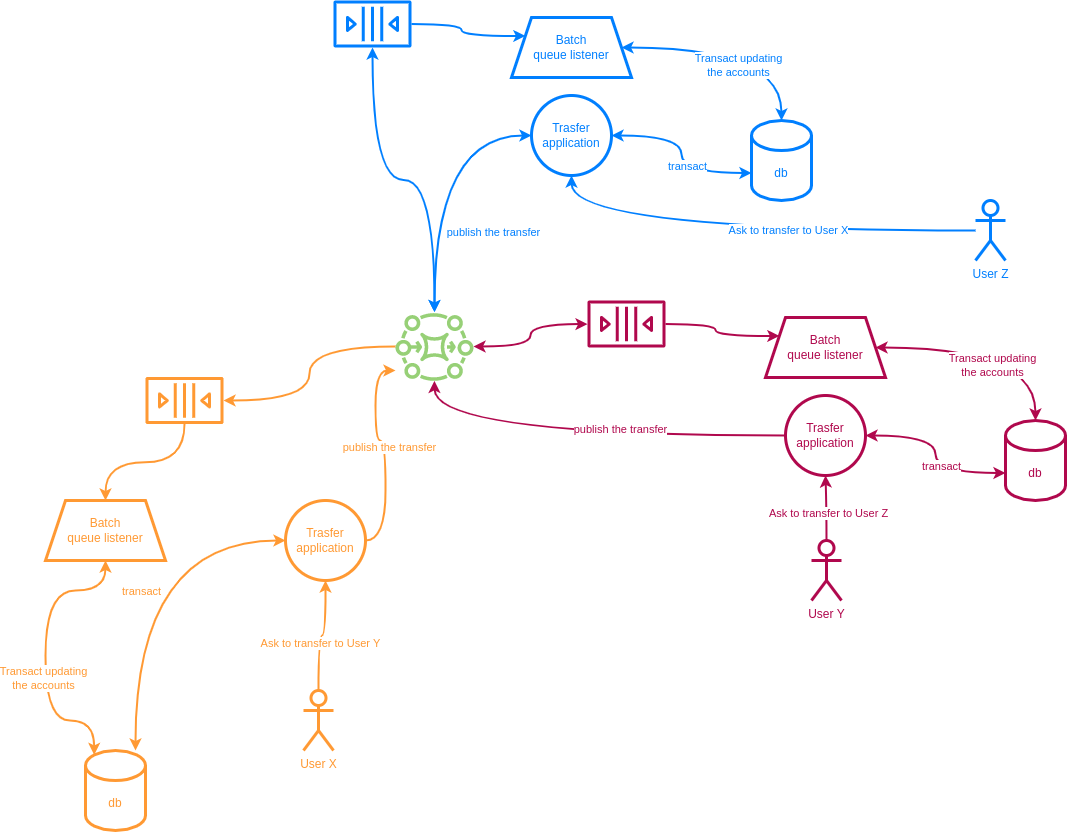 Batch
queue listener
Transact updating
the accounts
Trasfer
application
transact
db
publish the transfer
Ask to transfer to User X
User Z
Batch
queue listener
Transact updating
the accounts
Trasfer
application
publish the transfer
transact
db
Ask to transfer to User Z
User Y
publish the transfer
Batch
queue listener
Trasfer
application
transact
Ask to transfer to User Y
Transact updating
the accounts
User X
db